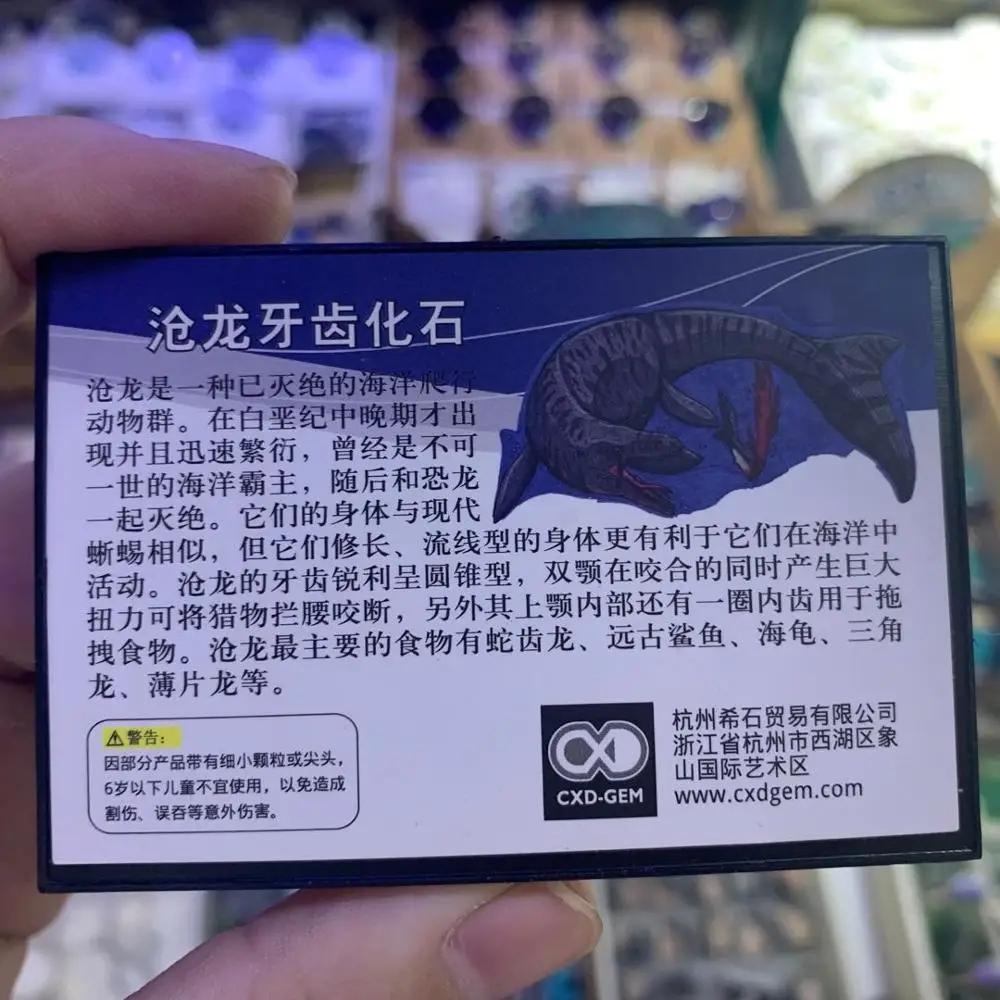 沧龙牙齿化石
沧龙是一种已灭绝的海洋爬行
动物群。在白垩纪中晚期才出
现并且迅速繁衍，曾经是不可
一世的海洋霸主，随后和恐龙
一起灭绝。它们的身体与现代
蜥蜴相似，但它们修长、流线型的身体更有利于它们在海洋中
活动。沧龙的牙齿锐利呈圆锥型，双颚在咬合的同时产生巨大
扭力可将猎物拦腰咬断，另外其上颚内部还有一圈内齿用于拖
拽食物。沧龙最主要的食物有蛇齿龙、远古鲨鱼、海龟、三角
龙、薄片龙等。
警告：
因部分产品带有细小颗粒或尖头，
6岁以下儿童不宜使用，以免造成
割伤、误吞等意外伤害。
CXD-GEM
杭州希石贸易有限公司
浙江省杭州市西湖区象
山国际艺术区
www.cxdgem.com